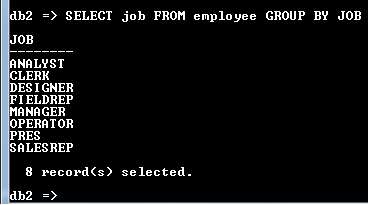 db2 => SELECT job FROM employee GROUP BY JOB
JOB
--------
ANALYST
CLERK
DESIGNER
FIELDREP
MANAGER
OPERATOR
PRES
SALESREP
8 record(s) selected.
db2 =>